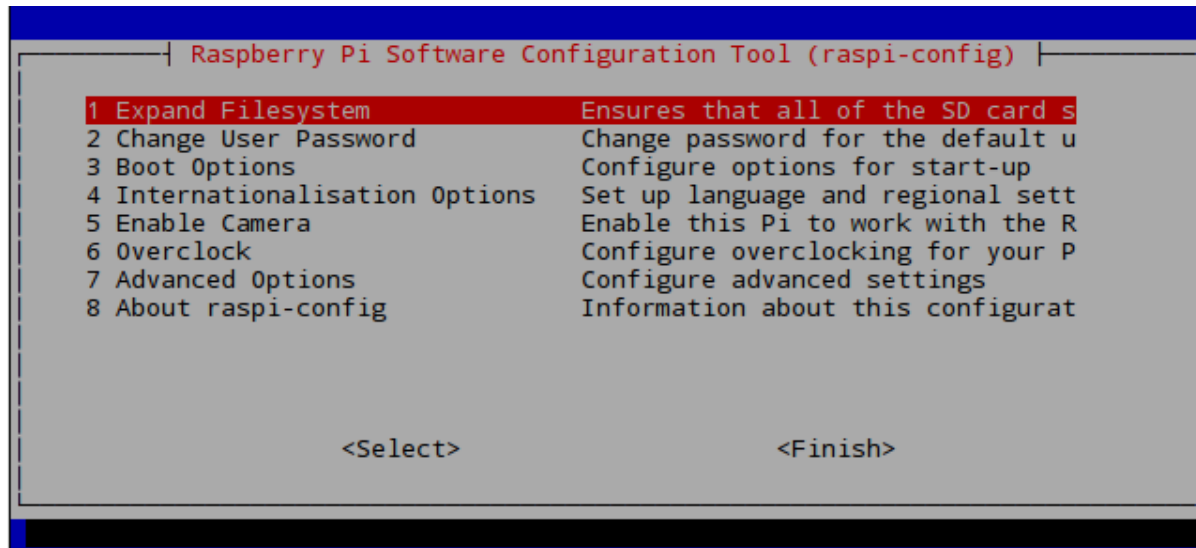 Raspberry Pi Software Configuration Tool (raspi-config)
1 Expand Filesystem Ensures that all of the SD card s
2 Change User Password Change password for the default u
3 Boot Options Configure options for start-up
4 Internationalisation Options Set up language and regional sett
5 Enable Camera Enable this Pi to work with the R
6 Overclock Configure overclocking for your P
7 Advanced Options Configure advanced settings
8 About raspi-config Information about this configurat
<Select> <Finish>